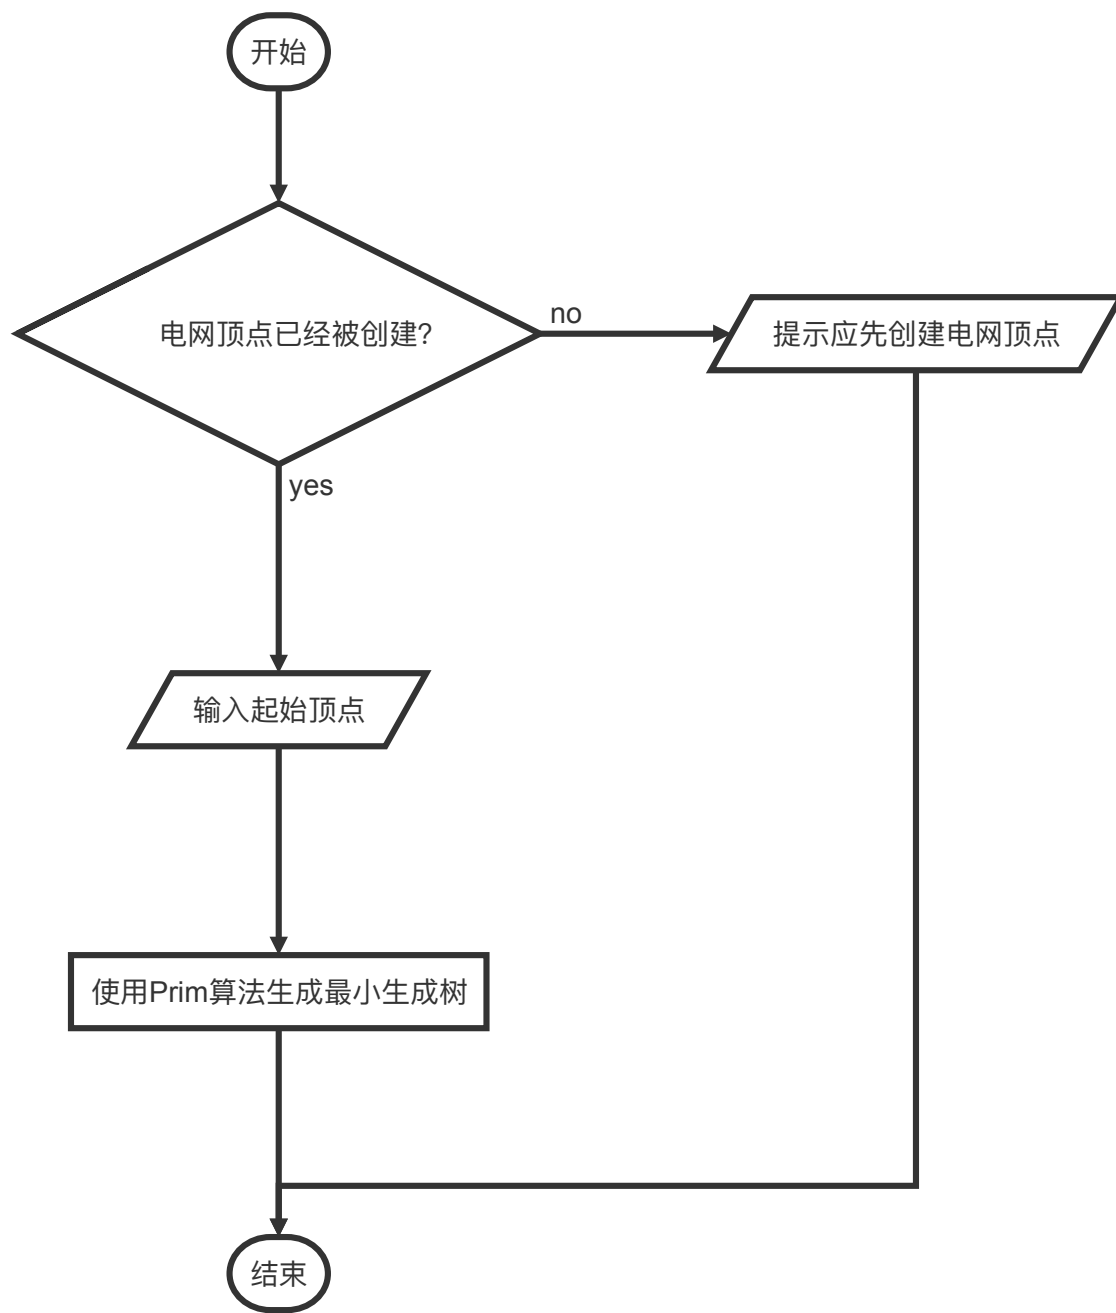 开始
电网顶点已经被创建?
no
提示应先创建电网顶点
yes
输入起始顶点
使用Prim算法生成最小生成树
结束